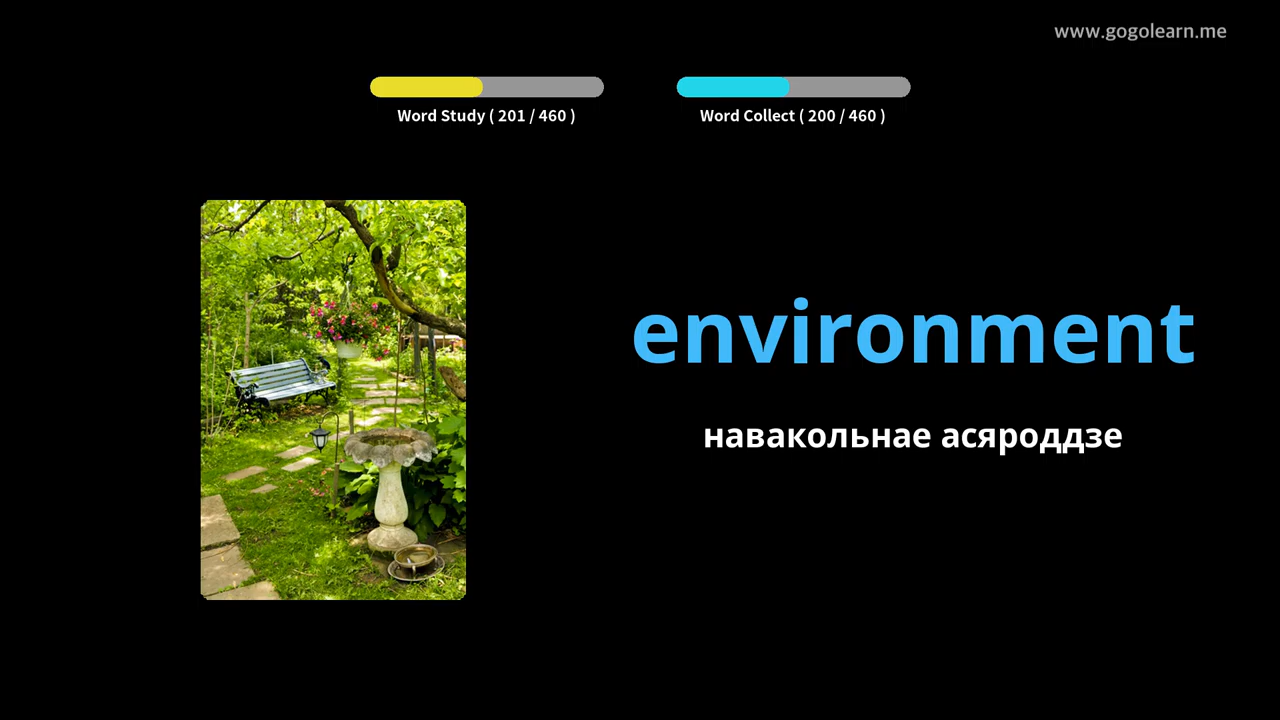 www.gogolearn.me
Word Study ( 201 / 460 )
Word Collect ( 200 / 460 )
environment
навакольнае асяроддзе